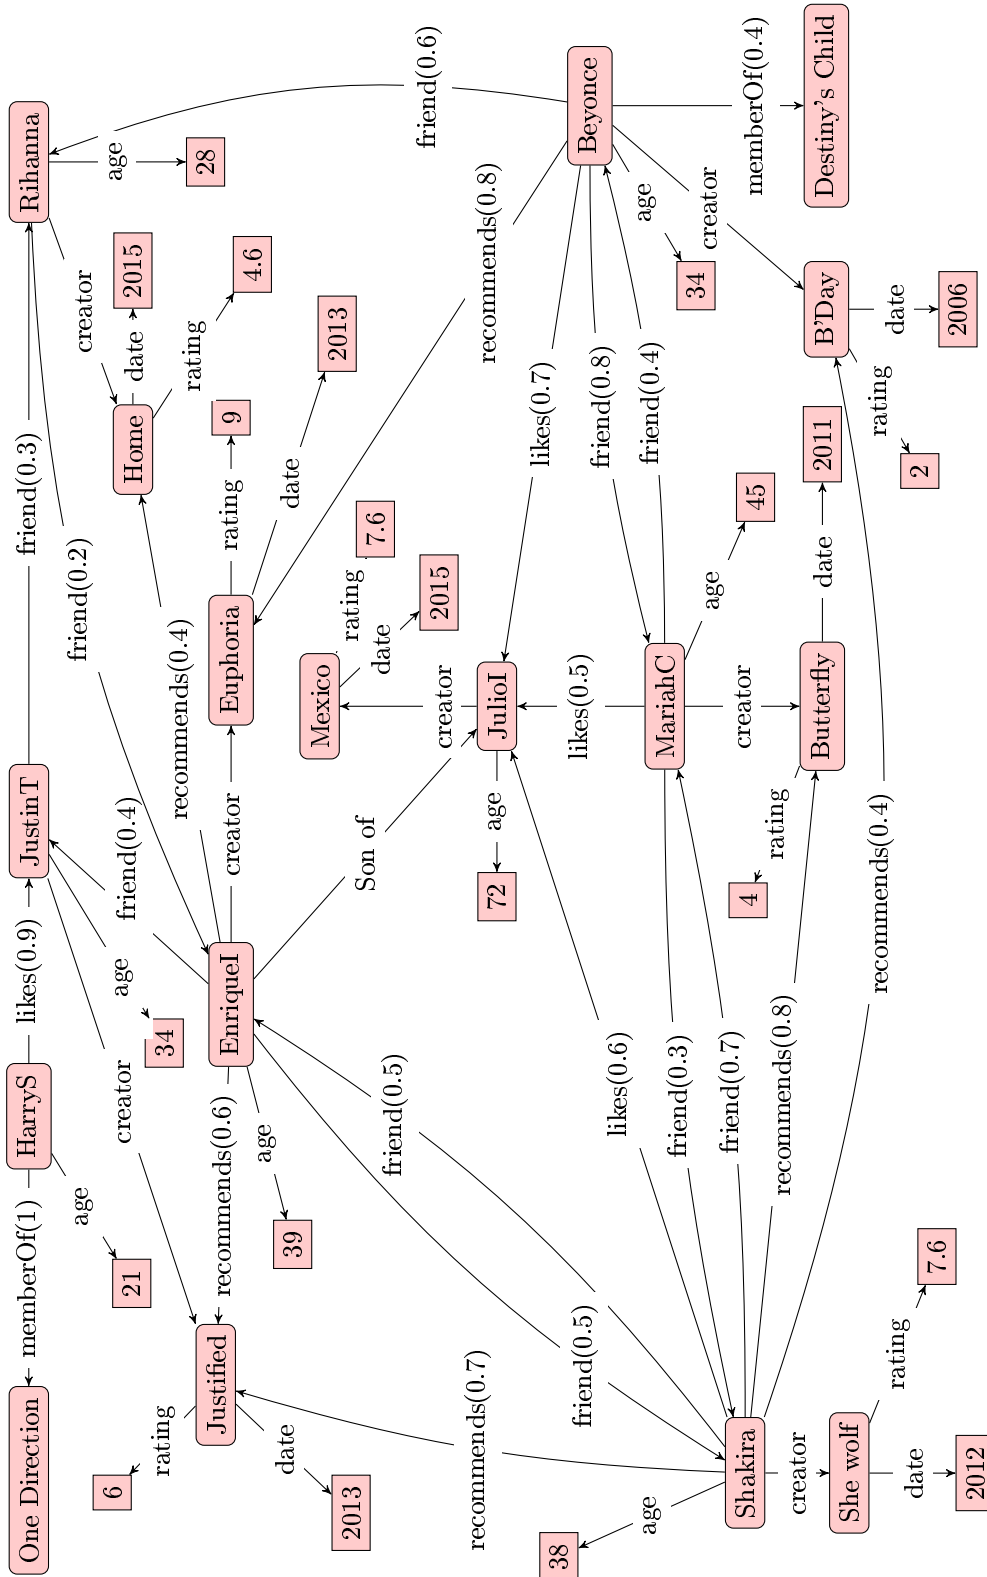 One Direction
memberOf(1)
HarryS
likes(0.9)
JustinT
friend(0.3)
Rihanna
age
friend(0.2)
creator
age
6
21
creator
age
friend(0.4)
Home
date
2015
rating
34
recommends(0.4)
rating
28
Justified
recommends(0.6)
EnriqueI
creator
Euphoria
rating
9
4.6
date
39
age
date
2013
Mexico
rating
2013
friend(0.5)
Son of
date
7.6
creator
2015
friend(0.6)
recommends(0.7)
72
age
JulioI
recommends(0.8)
38
friend(0.5)
likes(0.5)
likes(0.7)
friend(0.8)
Beyonce
age
likes(0.6)
friend(0.3)
MariahC
friend(0.4)
age
34
Shakira
friend(0.7)
4
creator
age
45
creator
memberOf(0.4)
creator
recommends(0.8)
rating
Butterfly
date
2011
B'Day
Destiny's Child
She wolf
recommends(0.4)
rating
date
rating
2
date
2012
7.6
2006